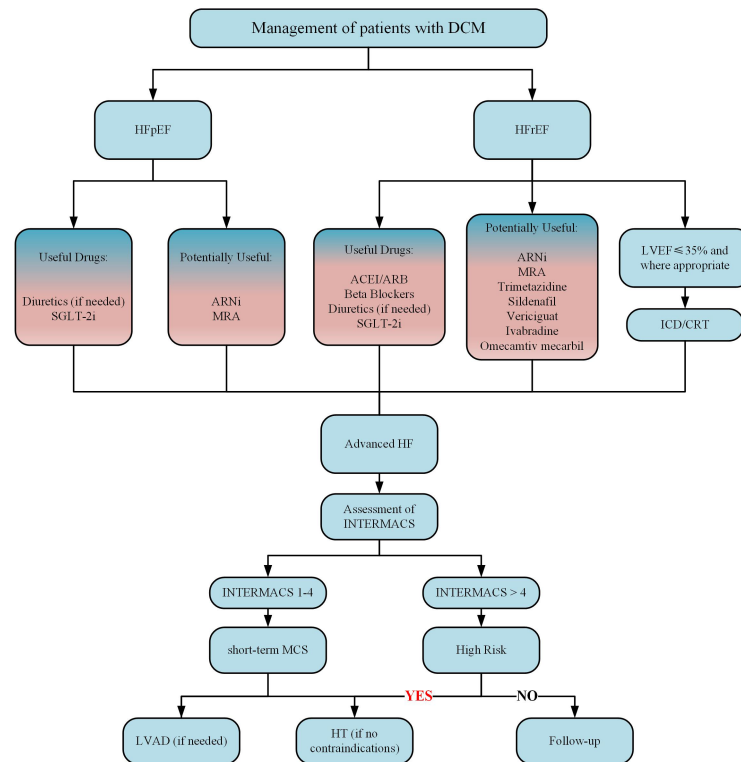 Management of patients with DCM
HFpEF
HFrEF
Useful Drugs:
Diuretics (if needed)
SGLT-2i
Potentially Useful:
ARNi
MRA
Useful Drugs:
ACEI/ARB
Beta Blockers
Diuretics (if needed)
SGLT-2i
Potentially Useful:
ARNi
MRA
Trimetazidine
Sildenafil
Vericiguat
Ivabradine
Omecamtiv mecarbil
LVEF≤35% and
where appropriate
ICD/CRT
Advanced HF
Assessment of
INTERMACS
INTERMACS 1-4
INTERMACS > 4
short-term MCS
High Risk
YES
NO
LVAD (if needed)
HT (if no
contraindications)
Follow-up